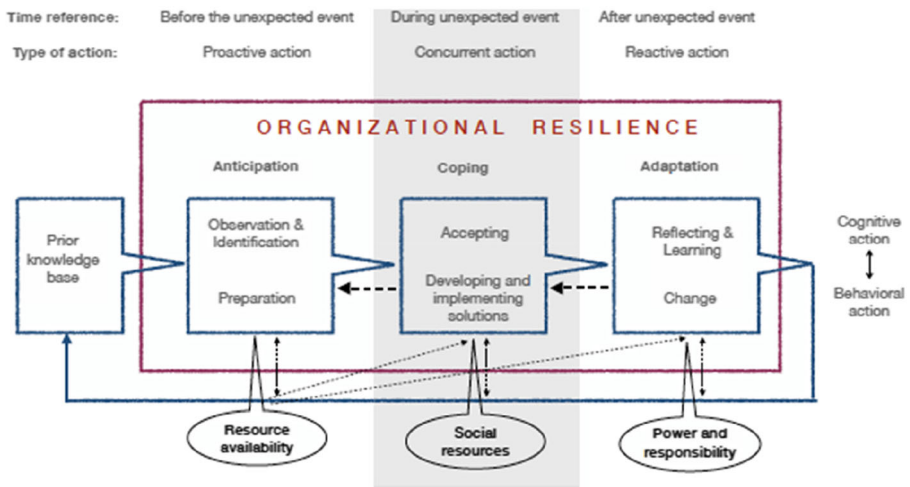 Time reference: Before the unexpected event During unexpected event After unexpected event
Type of action: Proactive action Concurrent action Reactive action
ORGANIZATIONAL RESILIENCE
Anticipation Coping Adaptation
Prior
knowledge
base
Observation &
Identification
Preparation
Accepting
Developing and
implementing
solutions
Reflecting &
Learning
Change
Cognitive
action
Behavioral
action
Resource
availability
Social
resources
Power and
responsibility